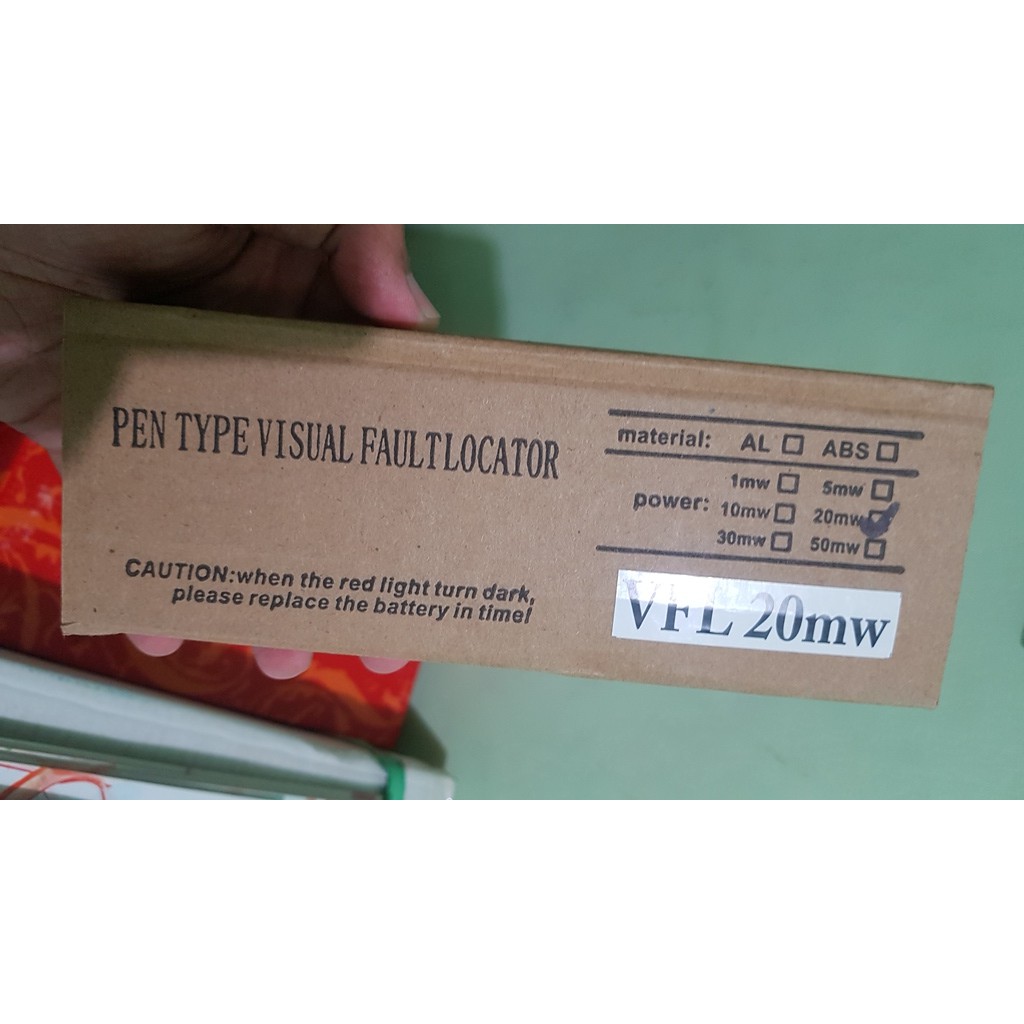 PEN TYPE VISUAL FAULTLOCATOR
CAUTION:when the red light turn dark,
please replace the battery in time!
material: AL ABS
1mw 5mw
power: 10mw 20mw
30mw 50mw
VFL 20mw